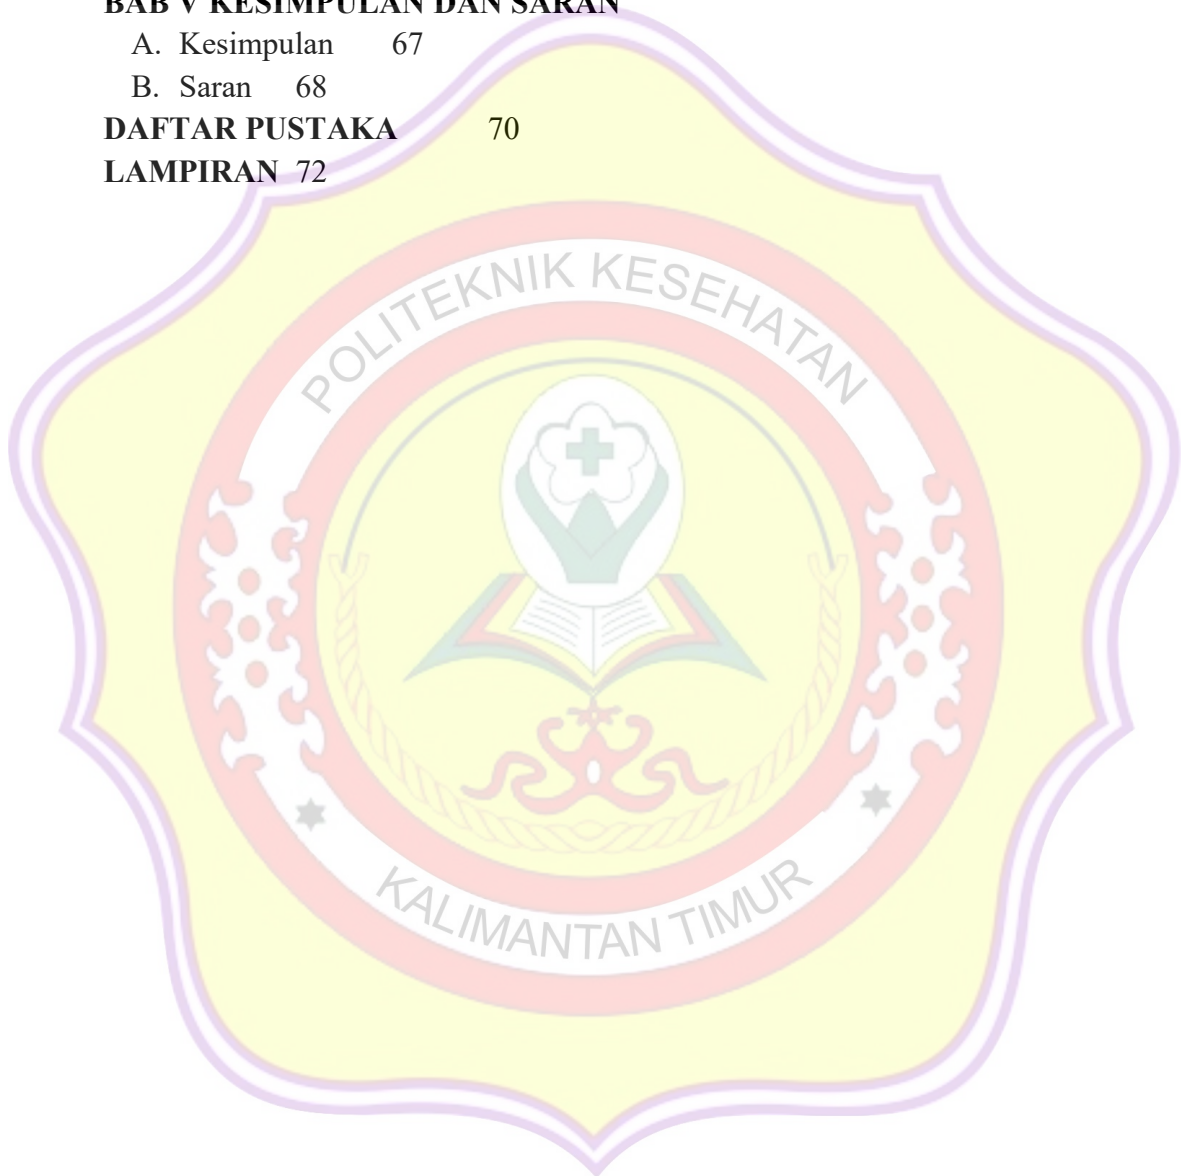 BAB V KESIMPULAN DAN SARAN
A. Kesimpulan 67
B. Saran 68
DAFTAR PUSTAKA 70
LAMPIRAN 72
POLITEKNIK KESEHATAN
KALIMANTAN TIMUR